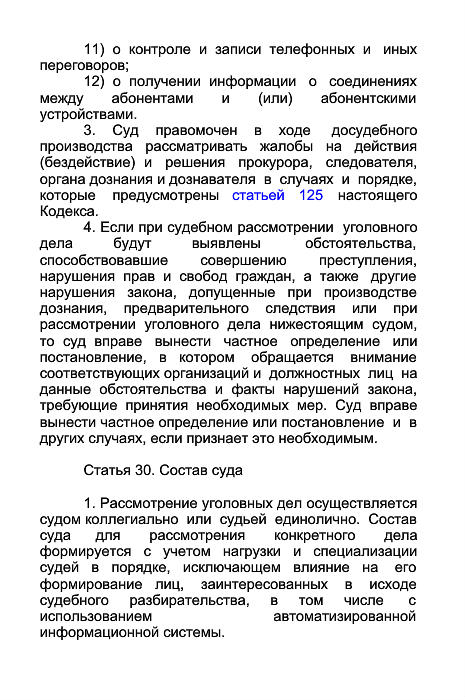 11) о контроле и записи телефонных и иных
переговоров;
12) о получении информации о соединениях
между абонентами и (или) абонентскими
устройствами.
3. Суд правомочен в ходе досудебного
производства рассматривать жалобы на действия
(бездействие) и решения прокурора, следователя,
органа дознания и дознавателя в случаях и порядке,
которые предусмотрены статьей 125 настоящего
Кодекса.
4. Если при судебном рассмотрении уголовного
дела будут выявлены обстоятельства,
способствовавшие совершению преступления,
нарушения прав и свобод граждан, а также другие
нарушения закона, допущенные при производстве
дознания, предварительного следствия или при
рассмотрении уголовного дела нижестоящим судом,
то суд вправе вынести частное определение или
постановление, в котором обращается внимание
соответствующих организаций и должностных лиц на
данные обстоятельства и факты нарушений закона,
требующие принятия необходимых мер. Суд вправе
вынести частное определение или постановление и в
других случаях, если признает это необходимым.
Статья 30. Состав суда
1. Рассмотрение уголовных дел осуществляется
судом коллегиально или судьей единолично. Состав
суда для рассмотрения конкретного дела
формируется с учетом нагрузки и специализации
судей в порядке, исключающем влияние на его
формирование лиц, заинтересованных в исходе
судебного разбирательства, в том числе с
использованием автоматизированной
информационной системы.